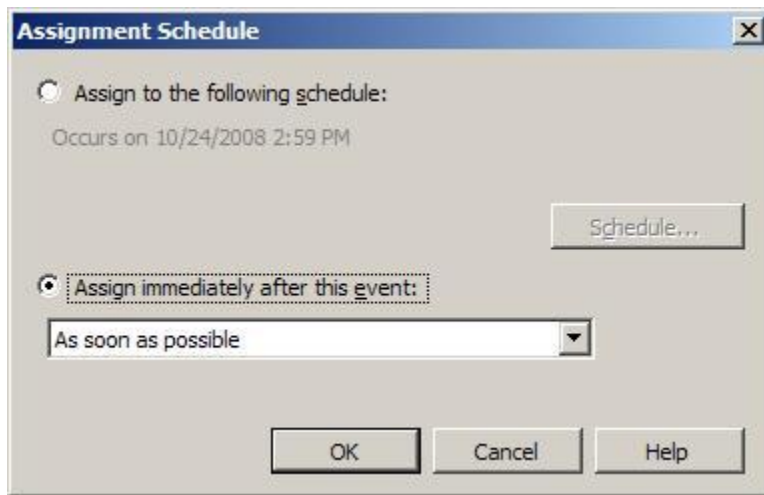 Assignment Schedule
Assign to the following schedule:
Occurs on 10/24/2008 2:59 PM
Schedule...
Assign immediately after this event:
As soon as possible
OK Cancel Help